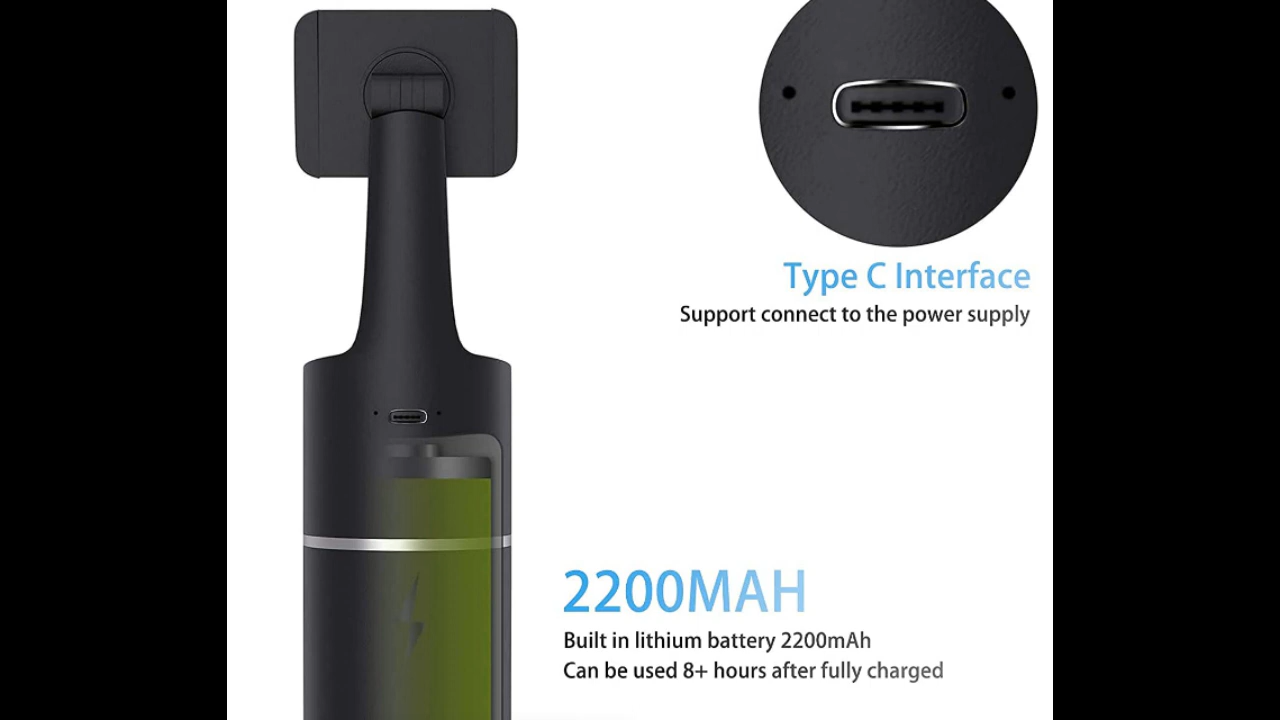 Type C Interface
Support connect to the power supply
2200MAH
Built in lithium battery 2200mAh
Can be used 8+ hours after fully charged